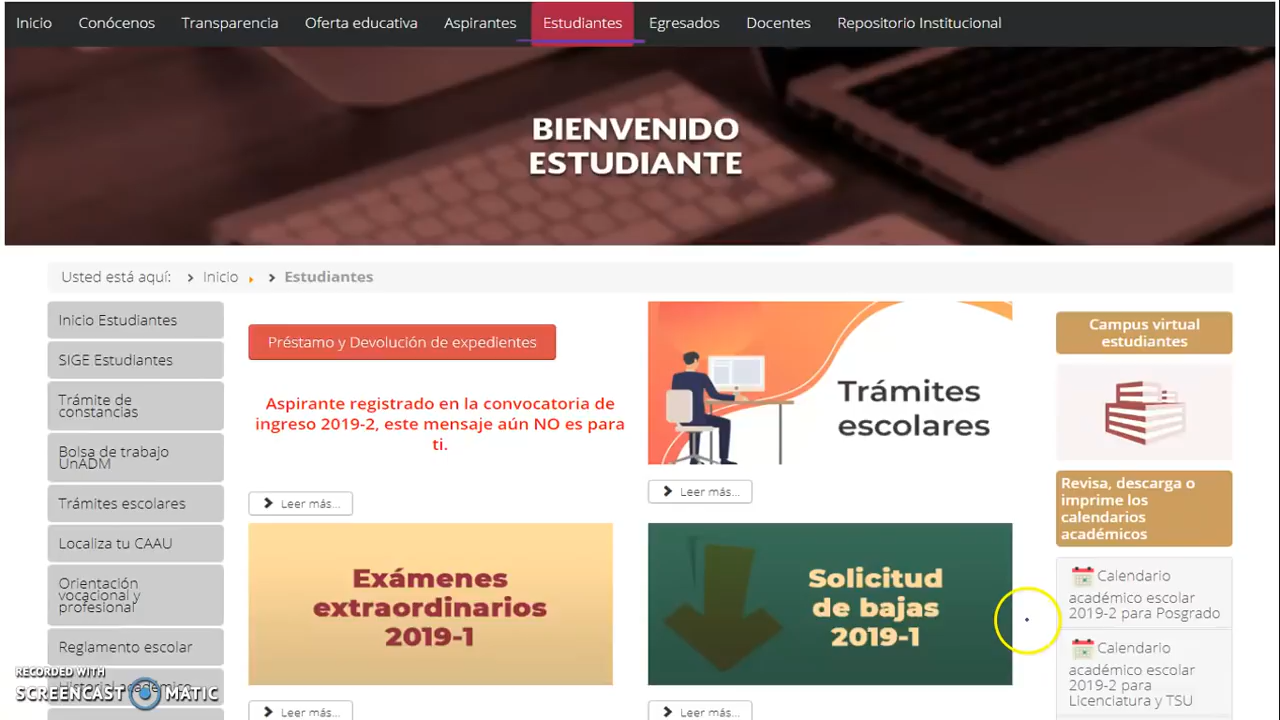 Inicio Conócenos Transparencia Oferta educativa Aspirantes Estudiantes Egresados Docentes Repositorio Institucional
BIENVENIDO
ESTUDIANTE
Usted está aquí: Inicio Estudiantes
Inicio Estudiantes
SIGE Estudiantes
Trámite de
constancias
Bolsa de trabajo
UnADM
Trámites escolares
Localiza tu CAAU
Orientación
vocacional y
profesional
Reglamento escolar
Historial académico
RECORDED WITH
SCREENCAST MATIC
Préstamo y Devolución de expedientes
Aspirante registrado en la convocatoria de
ingreso 2019-2, este mensaje aún NO es para
ti.
Leer más...
Trámites
escolares
Leer más...
Exámenes
extraordinarios
2019-1
Leer más...
Solicitud
de bajas
2019-1
Leer más...
Campus virtual
estudiantes
Revisa, descarga o
imprime los
calendarios
académicos
Calendario
académico escolar
2019-2 para Posgrado
Calendario
académico escolar
2019-2 para
Licenciatura y TSU